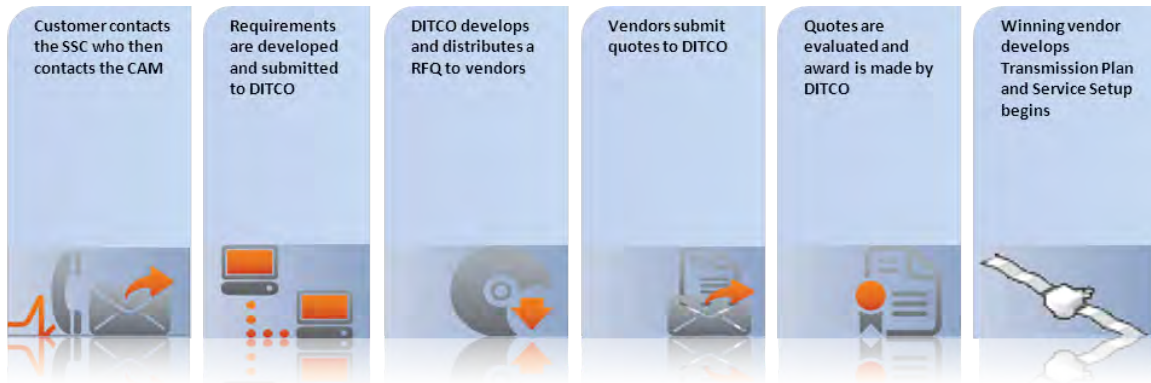 Customer contacts
the SSC who then
contacts the CAM
Requirements
are developed
and submitted
to DITCO
DITCO develops
and distributes a
RFQ to vendors
Vendors submit
quotes to DITCO
Quotes are
evaluated and
award is made by
DITCO
Winning vendor
develops
Transmission Plan
and Service Setup
begins